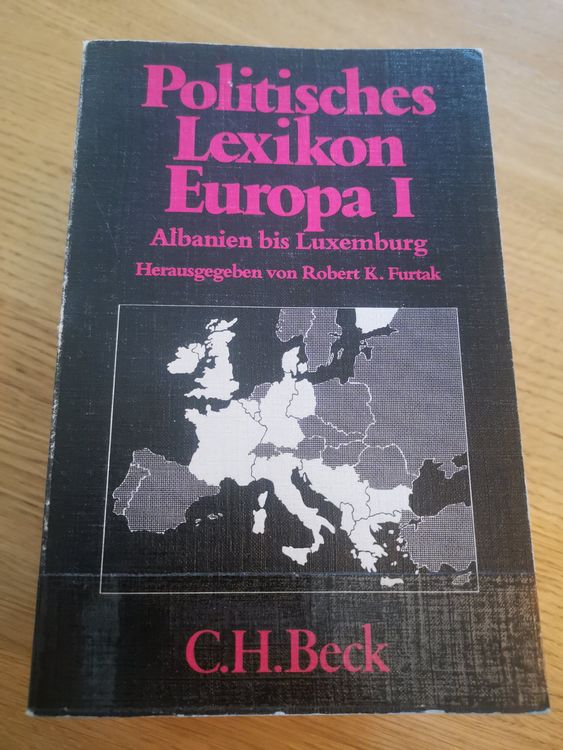 Politisches
Lexikon
Europa I
Albanien bis Luxemburg
Herausgegeben von Robert K. Furtak
C.H.Beck